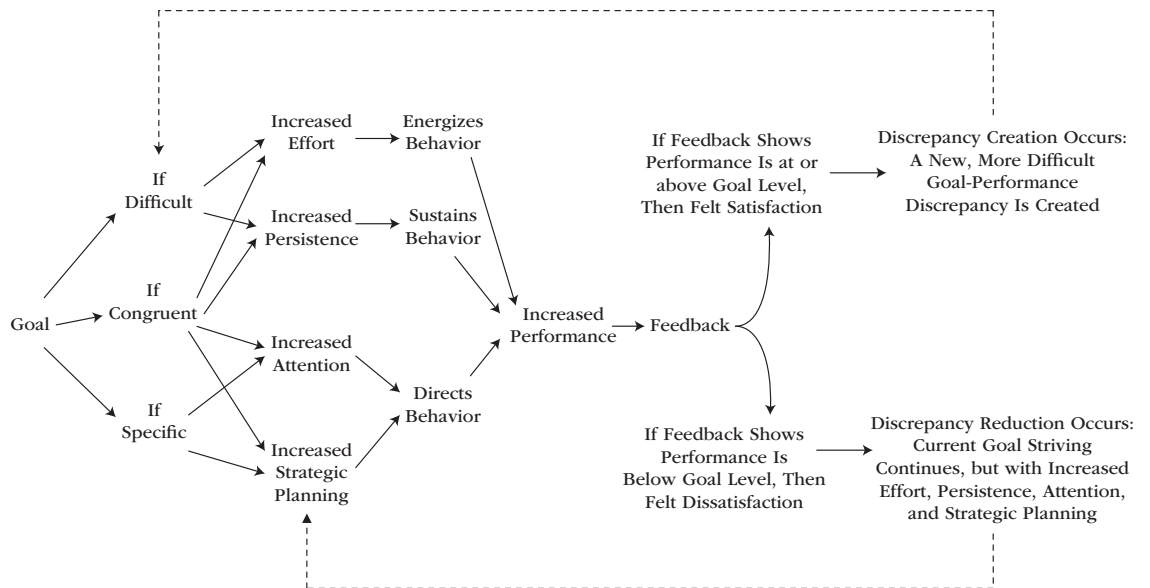 Goal
If
Difficult
If
Congruent
If
Specific
Increased
Effort
Increased
Persistence
Increased
Attention
Increased
Strategic
Planning
Energizes
Behavior
Sustains
Behavior
Directs
Behavior
Increased
Performance
Feedback
If Feedback Shows
Performance Is at or
above Goal Level,
Then Felt Satisfaction
Discrepancy Creation Occurs:
A New, More Difficult
Goal-Performance
Discrepancy Is Created
If Feedback Shows
Performance Is
Below Goal Level, Then
Felt Dissatisfaction
Discrepancy Reduction Occurs:
Current Goal Striving
Continues, but with Increased
Effort, Persistence, Attention,
and Strategic Planning